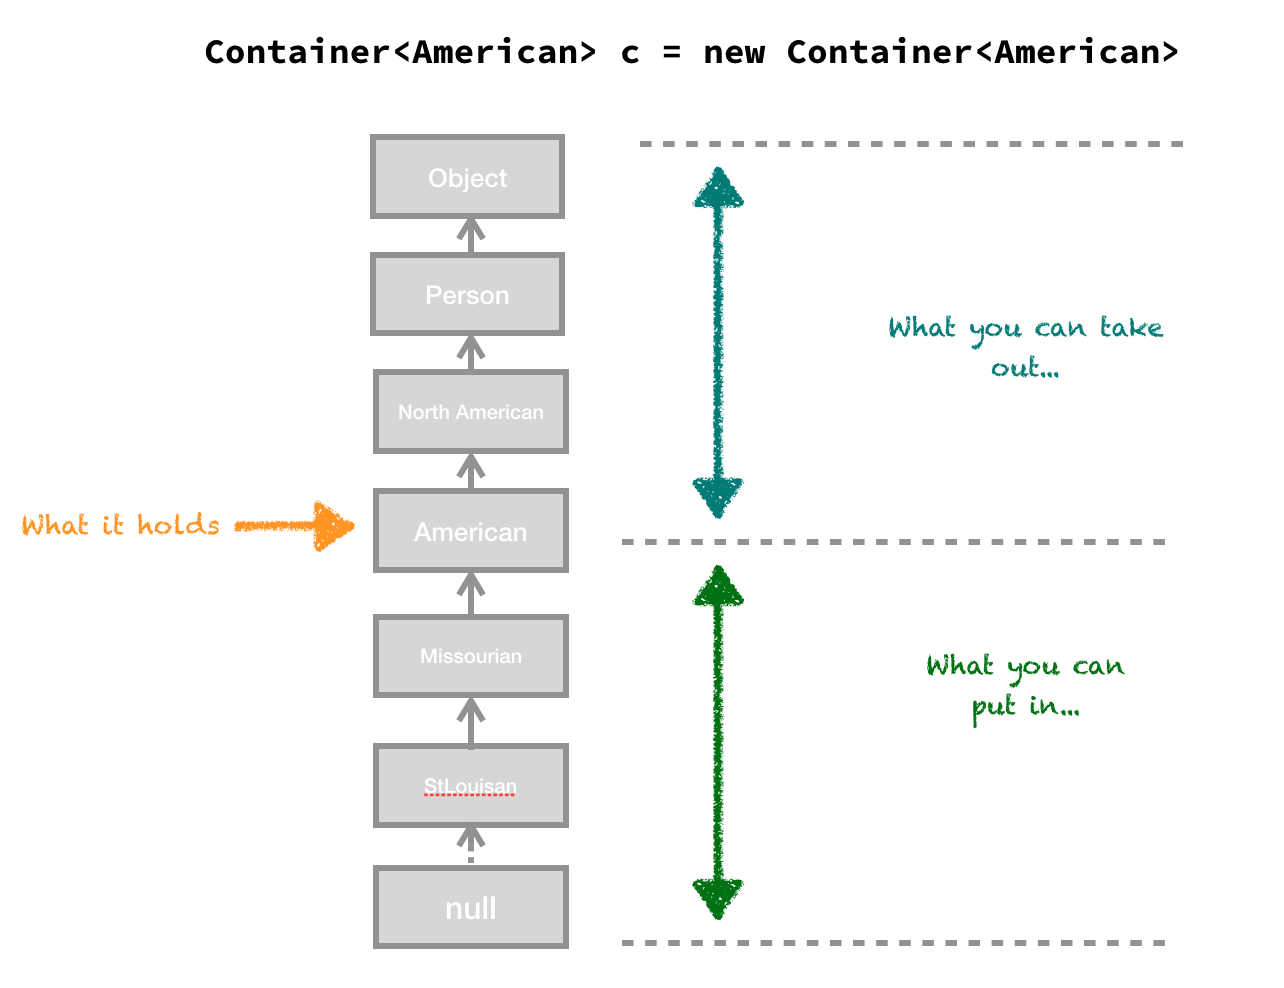 Container<American> c = new Container<American>
Object
Person
What you can take
out...
North American
What it holds
American
Missourian
What you can
put in...
StLouisan
null